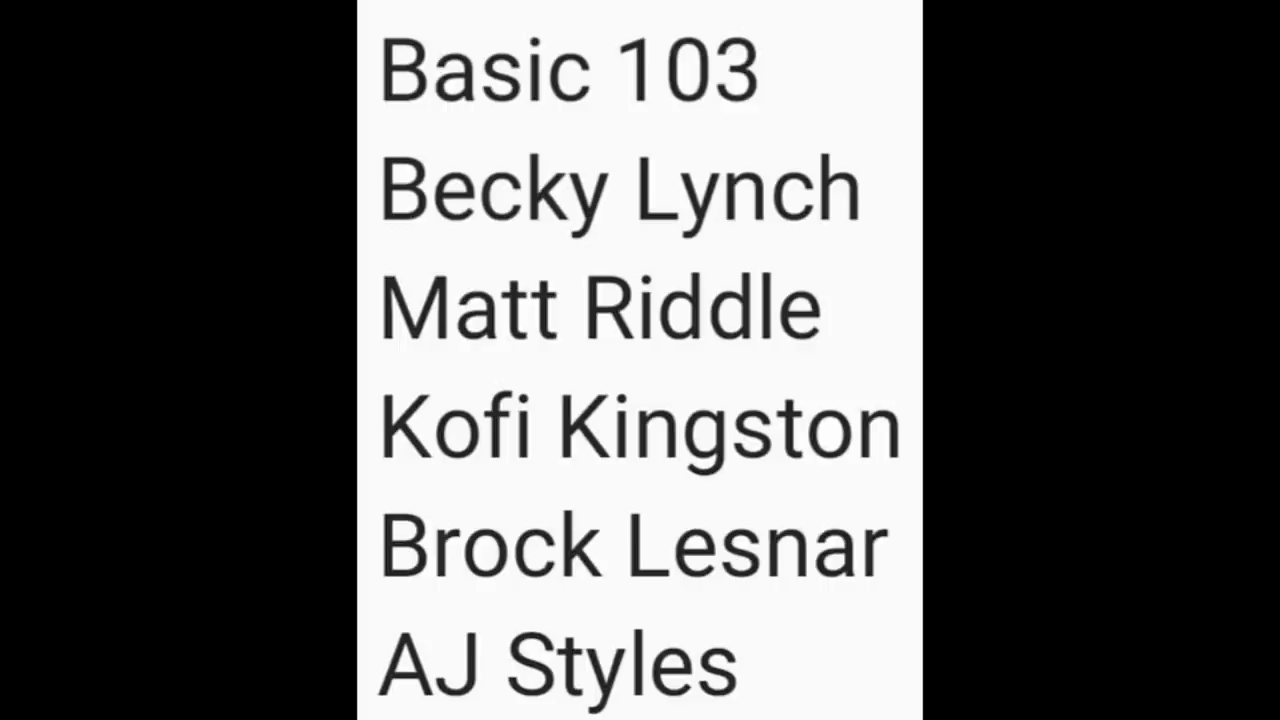 Basic 103
Becky Lynch
Matt Riddle
Kofi Kingston
Brock Lesnar
AJ Styles